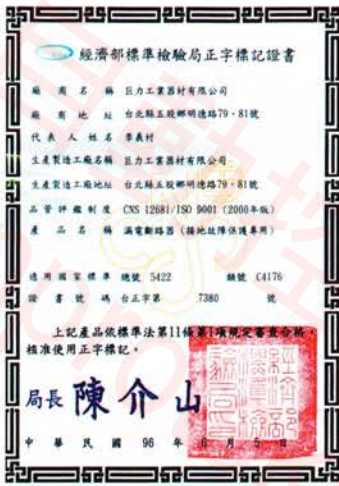 經濟部標準檢驗局正字標記證書
廠商名稱 巨力工業器材有限公司
廠商地址 台北縣五股鄉明德路79、81號
代表人姓名 李義村
生產製造工廠名稱 巨力工業器材有限公司
生產製造工廠地址 台北縣五股鄉明德路79、81號
品管評鑑制度 CNS 12681/ISO 9001 (2000年版)
產品名稱 漏電斷路器 (接地故障保護專用)
適用國家標準 總號 5422 類號 C4176
證書號碼 台正字第 7380 號
上記產品依標準法第11條第1項規定審查合格，
核准使用正字標記。
局長 陳介山
中華民國 96 年 6 月 5 日